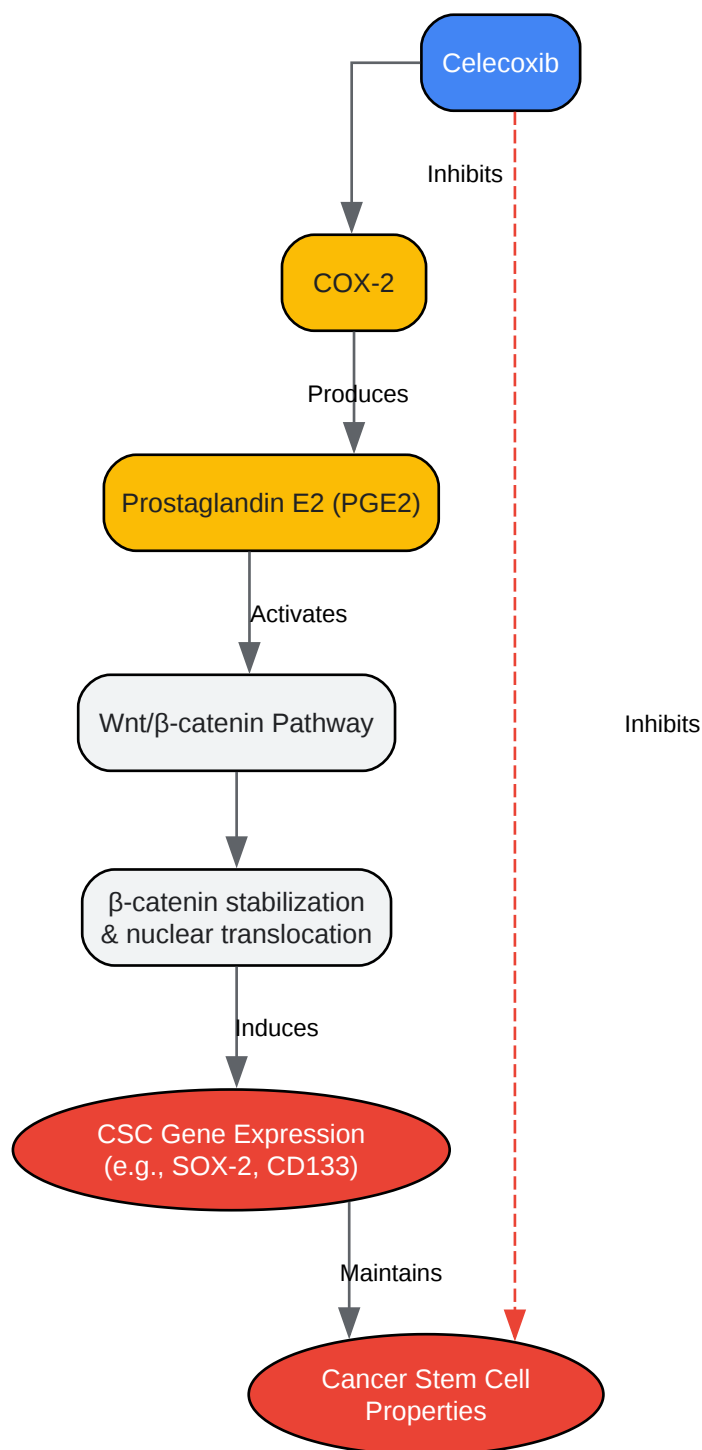 Celecoxib
Inhibits
COX-2
Produces
Prostaglandin E2 (PGE2)
Activates
Wnt/β-catenin Pathway
Inhibits
β-catenin stabilization
& nuclear translocation
Induces
CSC Gene Expression
(e.g., SOX-2, CD133)
Maintains
Cancer Stem Cell
Properties